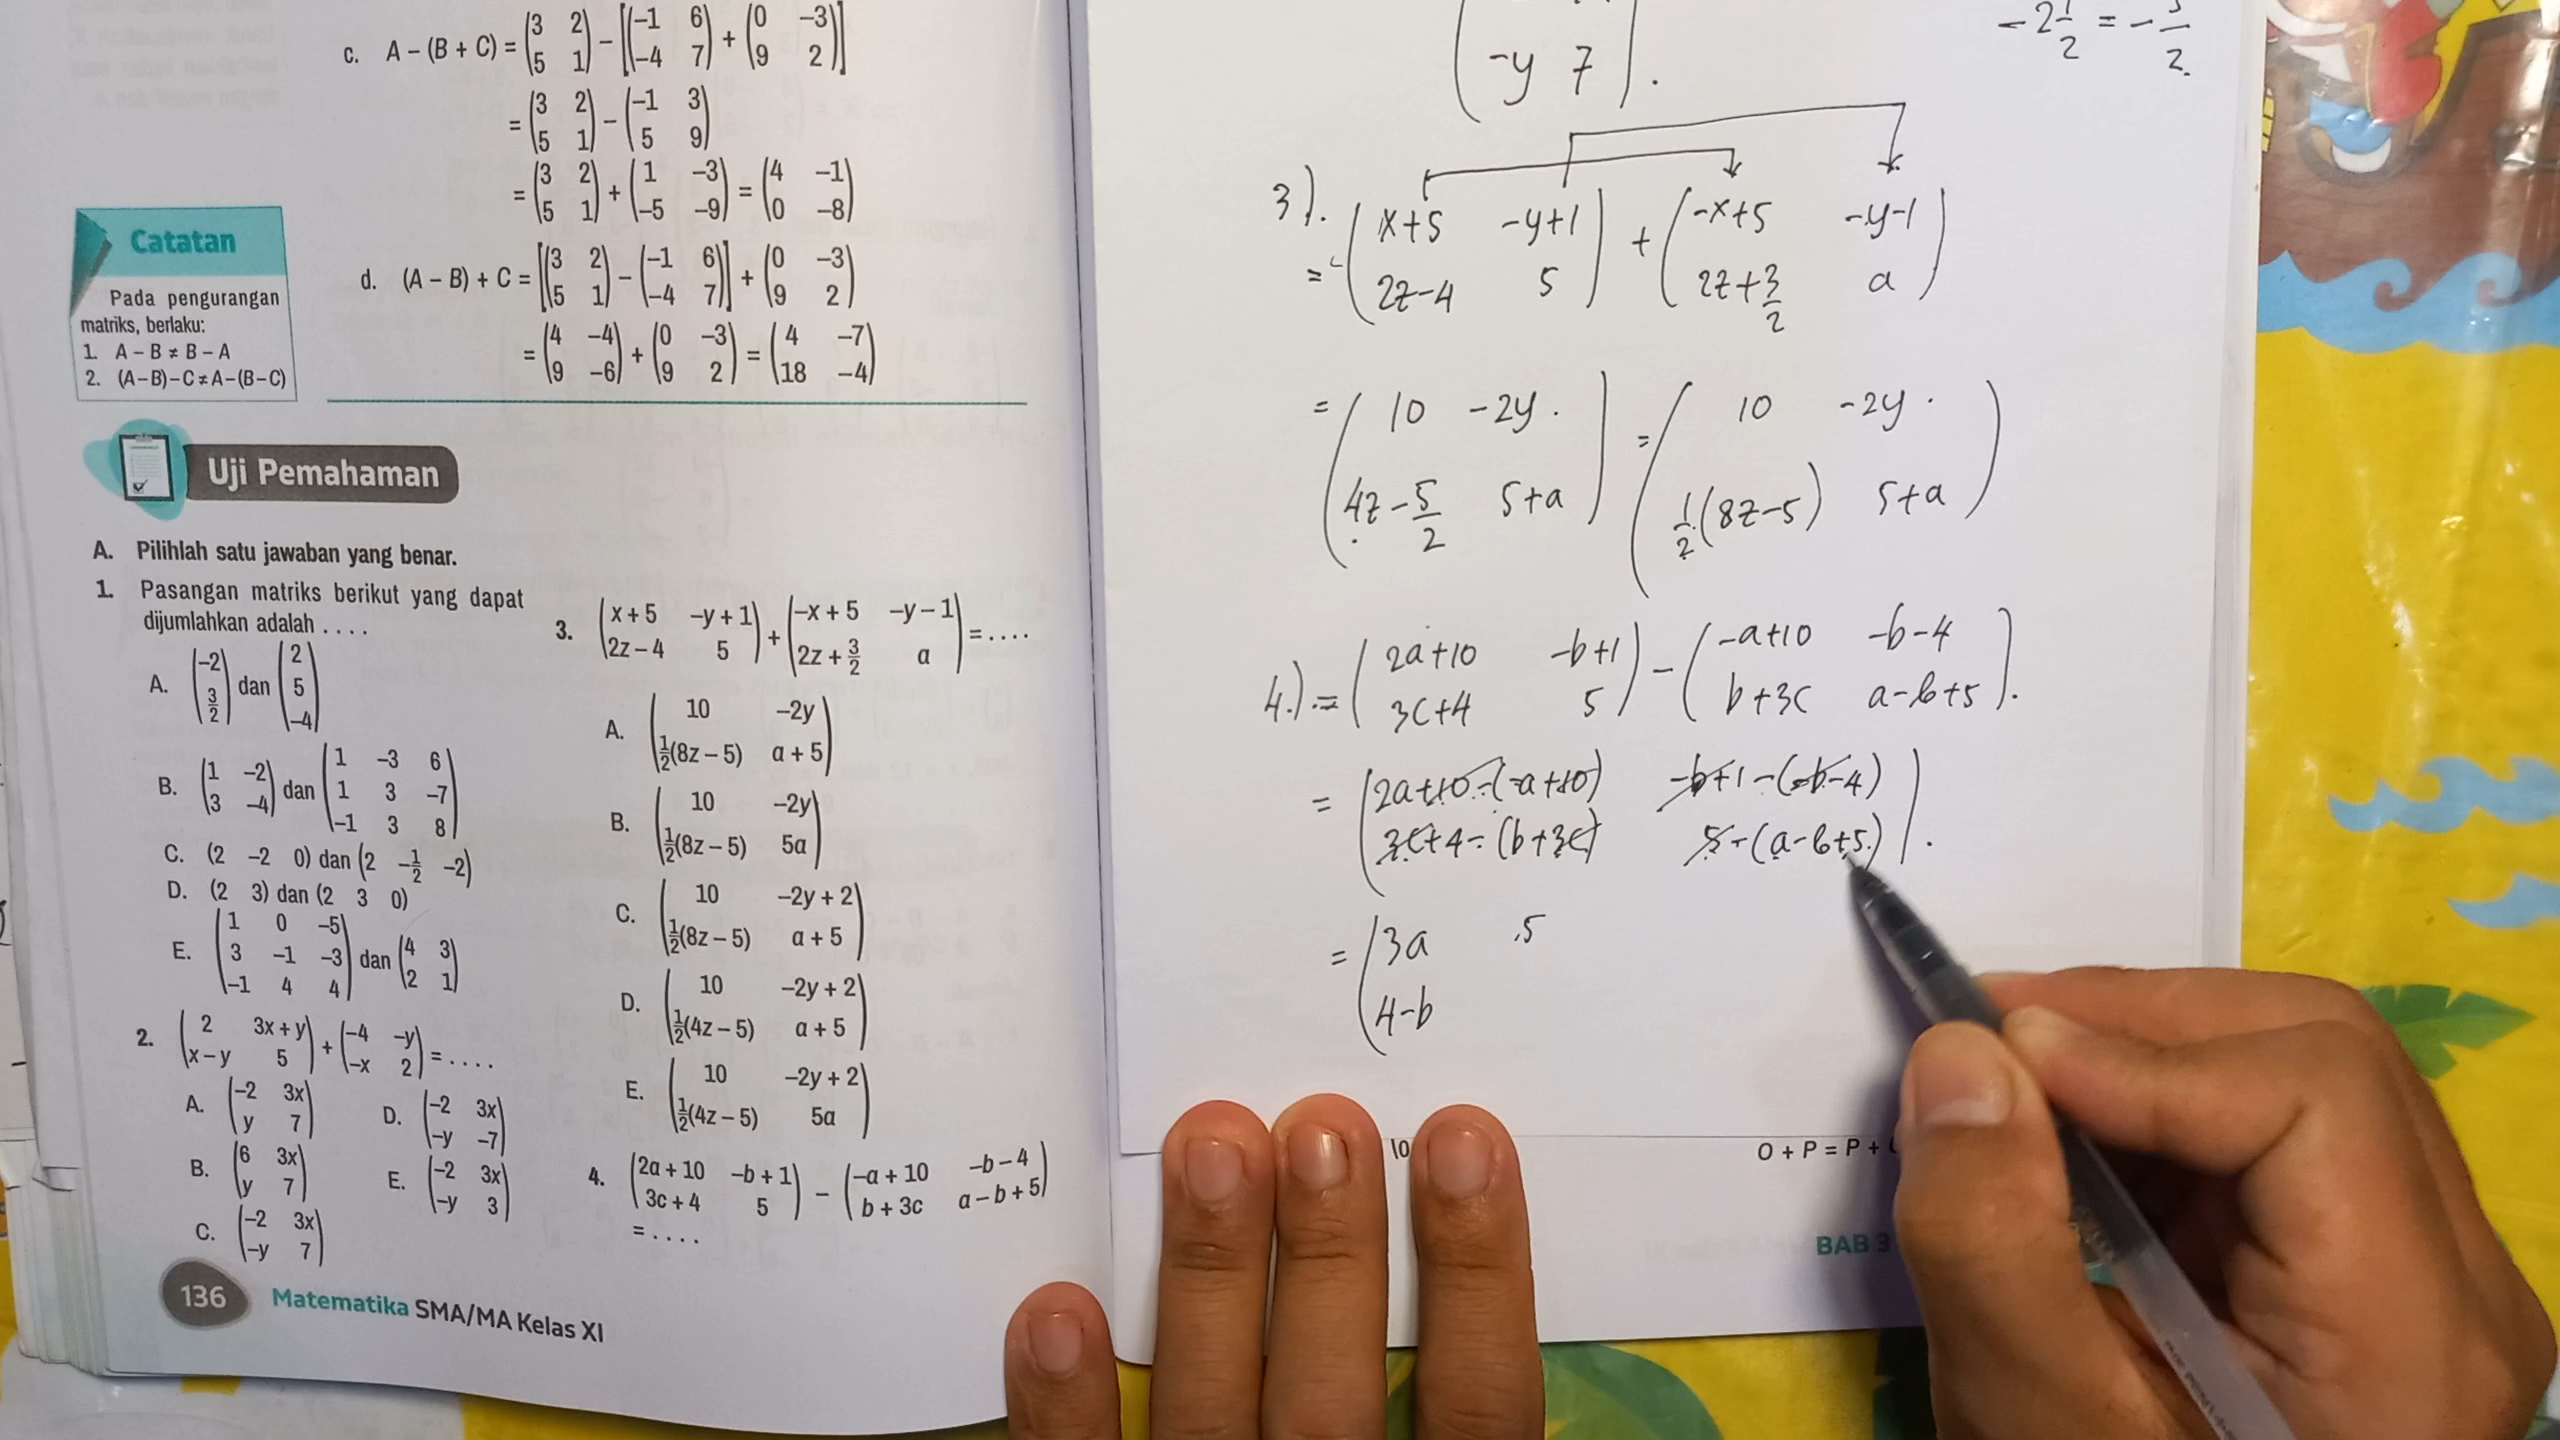 c. A – (B + C) = (3 2 / 5 1) – [(–1 6 / –4 7) + (0 –3 / 9 2)]
= (3 2 / 5 1) – (–1 3 / 5 9)
= (3 2 / 5 1) + (1 –3 / –5 –9) = (4 –1 / 0 –8)
d. (A – B) + C = [(3 2 / 5 1) – (–1 6 / –4 7)] + (0 –3 / 9 2)
= (4 –4 / 9 –6) + (0 –3 / 9 2) = (4 –7 / 18 –4)
Catatan
Pada pengurangan
matriks, berlaku:
1. A – B ≠ B – A
2. (A–B)–C ≠ A–(B–C)
Uji Pemahaman
A. Pilihlah satu jawaban yang benar.
1. Pasangan matriks berikut yang dapat
dijumlahkan adalah . . . .
A. (–2 / 3/2) dan (2 / 5 / –4)
B. (1 –2 / 3 –4) dan (1 –3 6 / 1 3 –7 / –1 3 8)
C. (2 –2 0) dan (2 –1/2 –2)
D. (2 3) dan (2 3 0)
E. (1 0 –5 / 3 –1 –3 / –1 4 4) dan (4 3 / 2 1)
2. (2 3x + y / x – y 5) + (–4 –y / –x 2) = . . . .
A. (–2 3x / y 7)
B. (6 3x / y 7)
C. (–2 3x / –y 7)
D. (–2 3x / –y –7)
E. (–2 3x / –y 3)
3. (x + 5 –y + 1 / 2z – 4 5) + (–x + 5 –y – 1 / 2z + 3/2 a) = . . . .
A. (10 –2y / 1/2(8z – 5) a + 5)
B. (10 –2y / 1/2(8z – 5) 5a)
C. (10 –2y + 2 / 1/2(8z – 5) a + 5)
D. (10 –2y + 2 / 1/2(4z – 5) a + 5)
E. (10 –2y + 2 / 1/2(4z – 5) 5a)
4. (2a + 10 –b + 1 / 3c + 4 5) – (–a + 10 –b – 4 / b + 3c a – b + 5)
= . . . .
136 Matematika SMA/MA Kelas XI
-y 7 ).
-2 1/2 = -5/2.
3). (x+5 -y+1 / 2z-4 5) + (-x+5 -y-1 / 2z+3/2 a)
= (10 -2y / 4z-5/2 5+a) = (10 -2y / 1/2(8z-5) 5+a)
4.) = (2a+10 -b+1 / 3c+4 5) - (-a+10 -b-4 / b+3c a-b+5).
= (2a+10-(-a+10) -b+1-(-b-4) / 3c+4-(b+3c) 5-(a-b+5)).
= (3a 5 / 4-b
10
O + P = P +
BAB 3